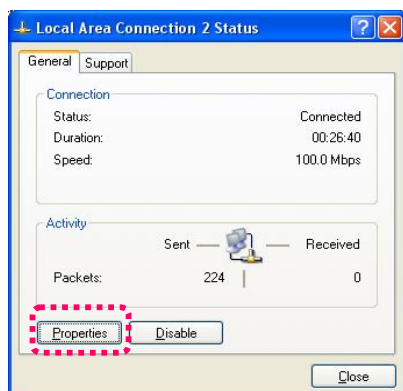 Local Area Connection 2 Status
General Support
Connection
Status: Connected
Duration: 00:26:40
Speed: 100.0 Mbps
Activity
Sent Received
Packets: 224 0
Properties Disable
Close